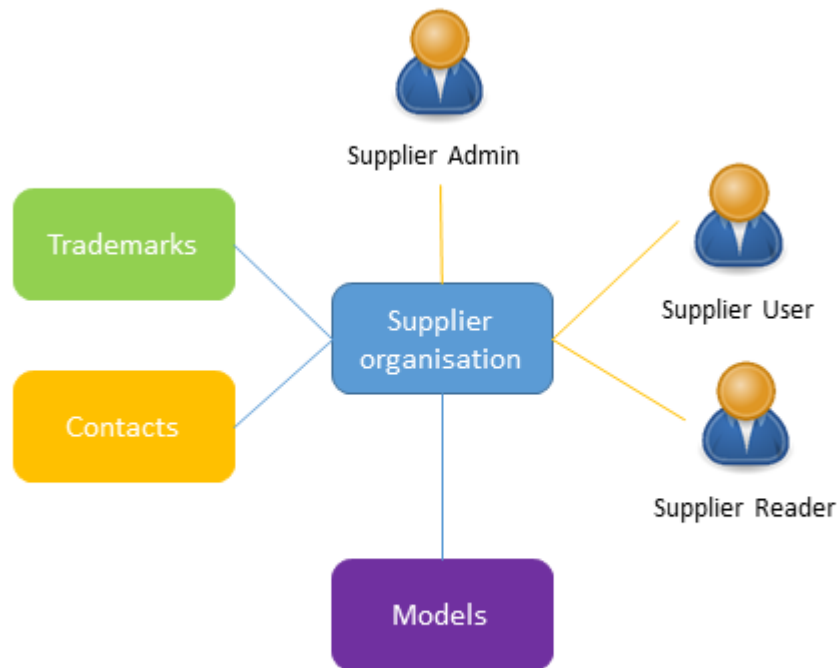 Supplier Admin
Trademarks
Supplier User
Supplier
organisation
Contacts
Supplier Reader
Models